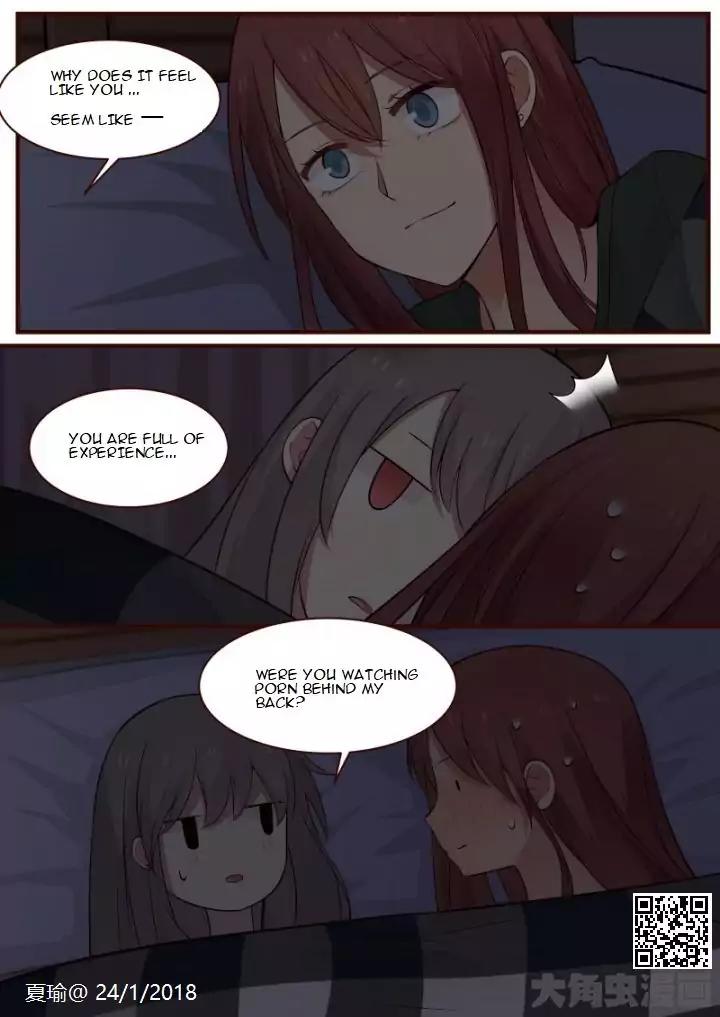 WHY DOES IT FEEL
LIKE YOU ...
SEEM LIKE —
YOU ARE FULL OF
EXPERIENCE...
WERE YOU WATCHING
PORN BEHIND MY
BACK?
大角虫漫画
夏瑜@ 24/1/2018